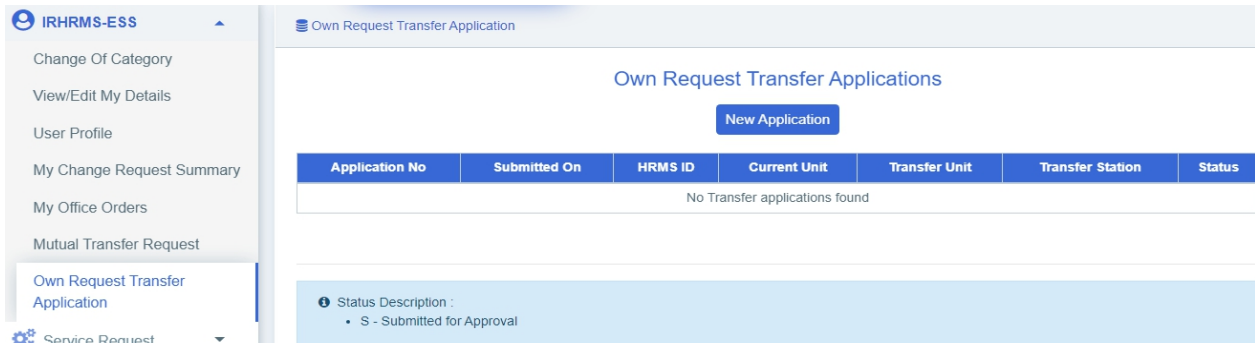 IRHRMS-ESS
Change Of Category
View/Edit My Details
User Profile
My Change Request Summary
My Office Orders
Mutual Transfer Request
Own Request Transfer
Application
Service Request
Own Request Transfer Application
Own Request Transfer Applications
New Application
Application No Submitted On HRMS ID Current Unit Transfer Unit Transfer Station Status
No Transfer applications found
Status Description :
• S - Submitted for Approval